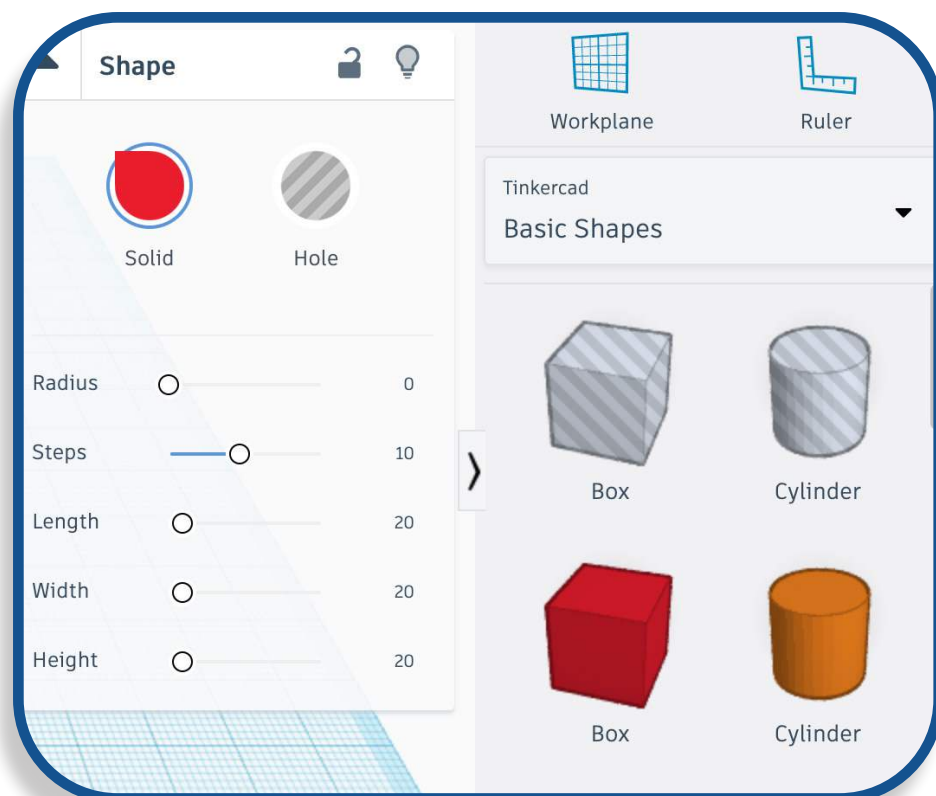 Shape
Solid Hole
Radius 0
Steps 10
Length 20
Width 20
Height 20
Workplane Ruler
Tinkercad
Basic Shapes
Box Cylinder
Box Cylinder